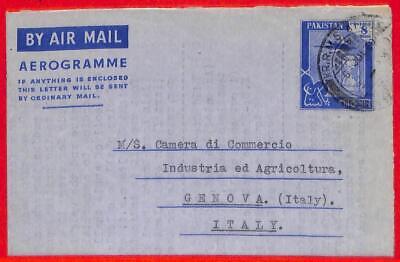 BY AIR MAIL
AEROGRAMME
IF ANYTHING IS ENCLOSED
THIS LETTER WILL BE SENT
BY ORDINARY MAIL.
PAKISTAN
8
M/S. Camera di Commercio
Industria ed Agricoltura,
GENOVA (Italy).
ITALY.